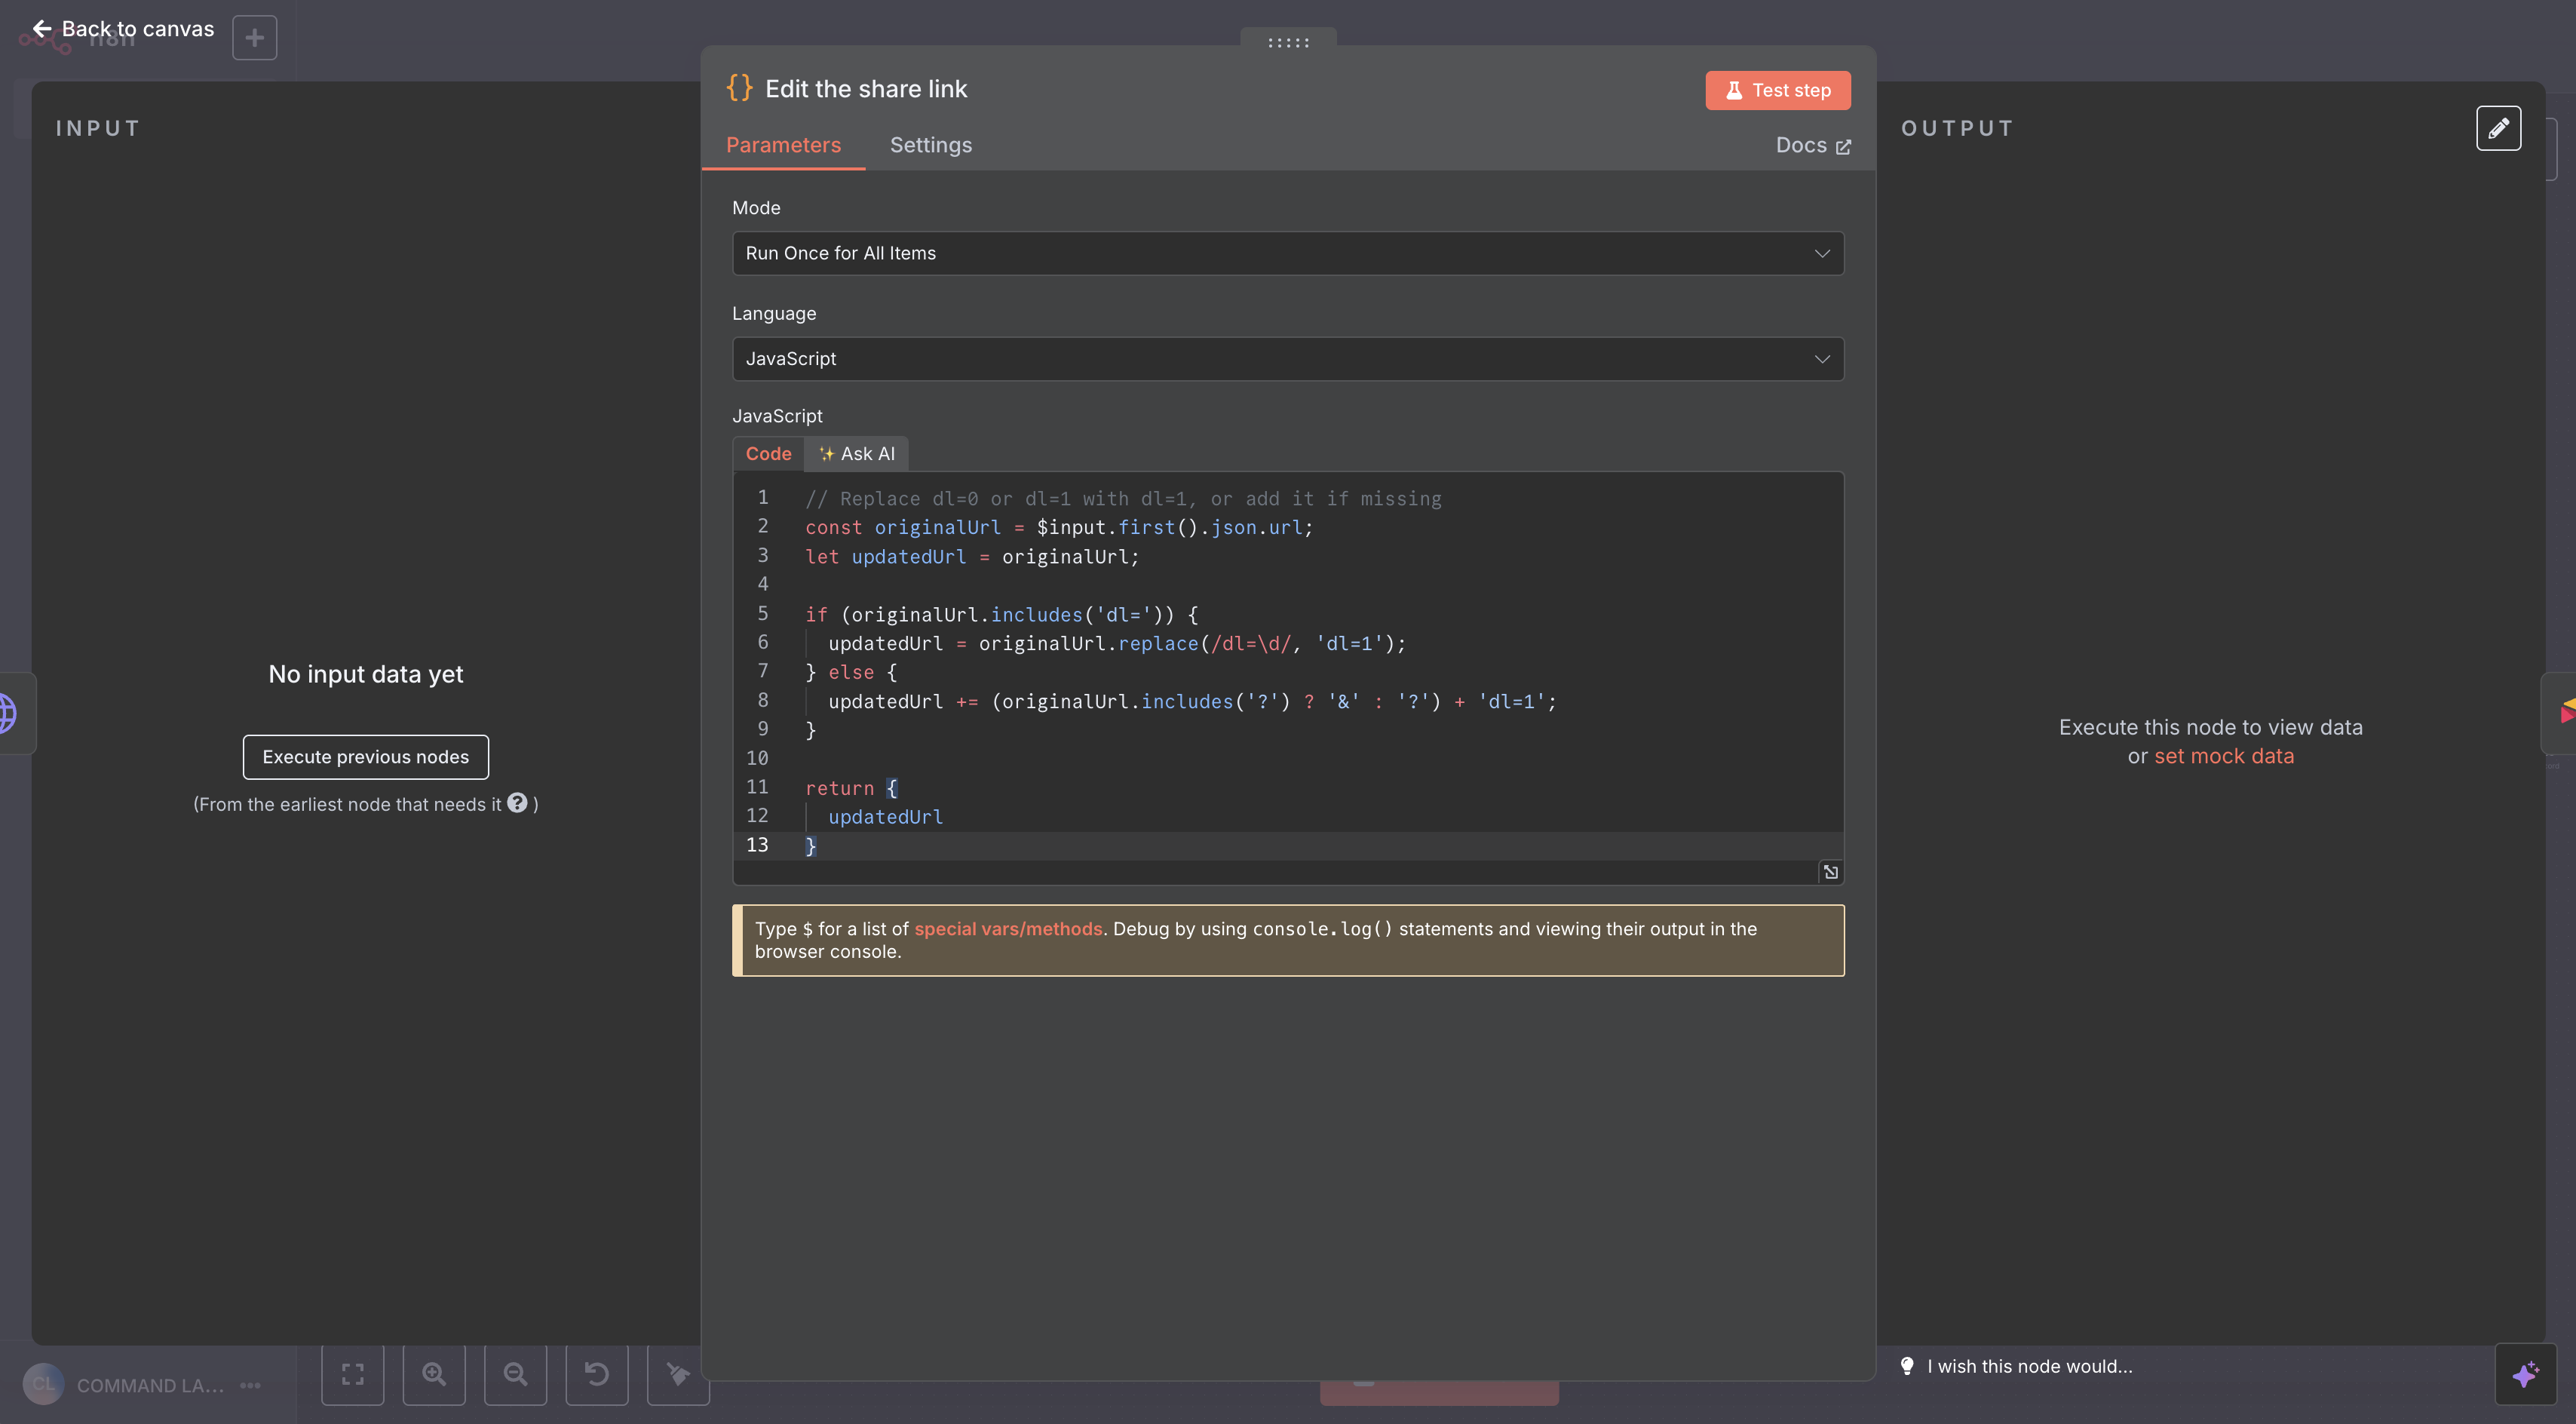 Back to canvas
n8n
INPUT
No input data yet
Execute previous nodes
(From the earliest node that needs it ? )
{} Edit the share link
Test step
Parameters
Settings
Docs
Mode
Run Once for All Items
Language
JavaScript
JavaScript
Code
Ask AI
1 // Replace dl=0 or dl=1 with dl=1, or add it if missing
2 const originalUrl = $input.first().json.url;
3 let updatedUrl = originalUrl;
4
5 if (originalUrl.includes('dl=')) {
6 updatedUrl = originalUrl.replace(/dl=\d/, 'dl=1');
7 } else {
8 updatedUrl += (originalUrl.includes('?') ? '&' : '?') + 'dl=1';
9 }
10
11 return {
12 updatedUrl
13 }
Type $ for a list of special vars/methods. Debug by using console.log() statements and viewing their output in the
browser console.
OUTPUT
Execute this node to view data
or set mock data
I wish this node would...
CL
COMMAND LA...